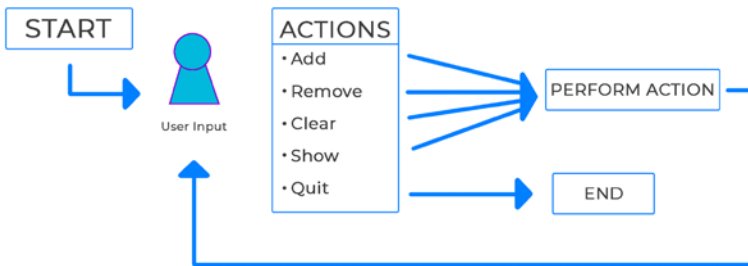 START
User Input
ACTIONS
• Add
• Remove
• Clear
• Show
• Quit
PERFORM ACTION
END